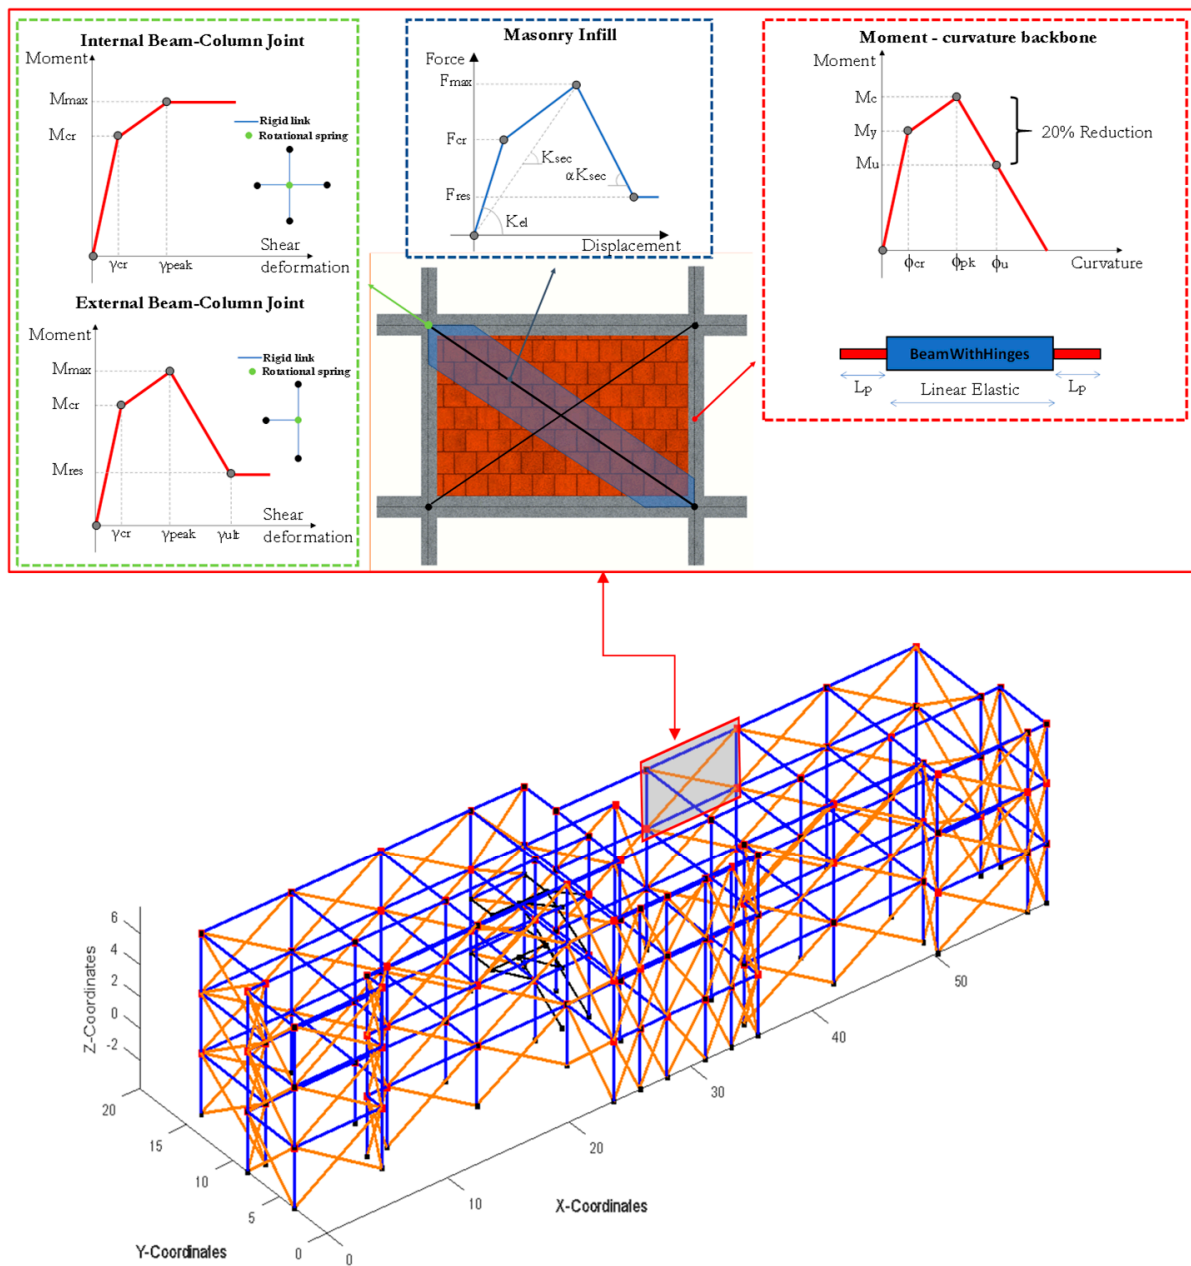 Internal Beam-Column Joint
Moment
Mmax
Mcr
Rigid link
Rotational spring
γcr
γpeak
Shear
deformation
External Beam-Column Joint
Moment
Mmax
Mcr
Mres
Rigid link
Rotational spring
γcr
γpeak
γult
Shear
deformation
Masonry Infill
Force
Fmax
Fcr
Fres
Ksec
αKsec
Kel
Displacement
Moment - curvature backbone
Moment
Mc
My
Mu
20% Reduction
ϕcr
ϕpk
ϕu
Curvature
BeamWithHinges
LP
Linear Elastic
LP
Z-Coordinates
6
4
2
0
-2
20
15
10
5
0
Y-Coordinales
0
10
20
30
40
50
X-Coordinales